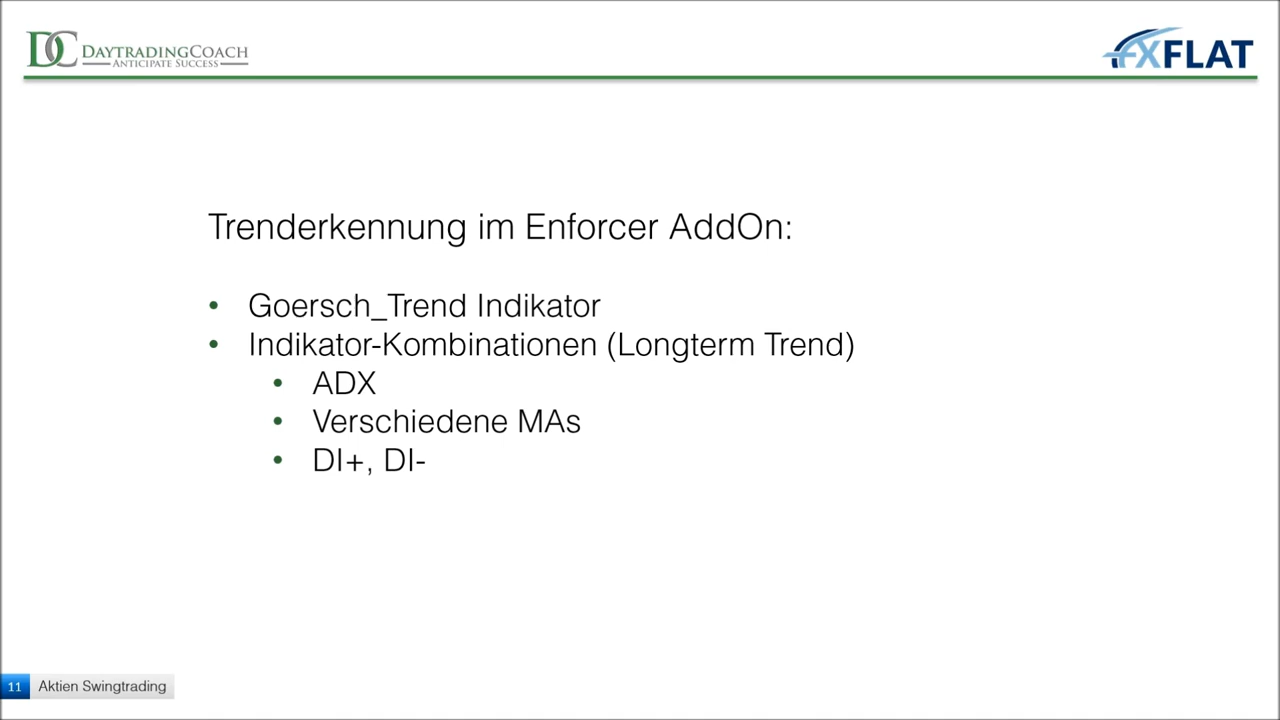 DC DAYTRADINGCOACH
ANTICIPATE SUCCESS
FXFLAT
Trenderkennung im Enforcer AddOn:
• Goersch_Trend Indikator
• Indikator-Kombinationen (Longterm Trend)
• ADX
• Verschiedene MAs
• DI+, DI-
11 Aktien Swingtrading